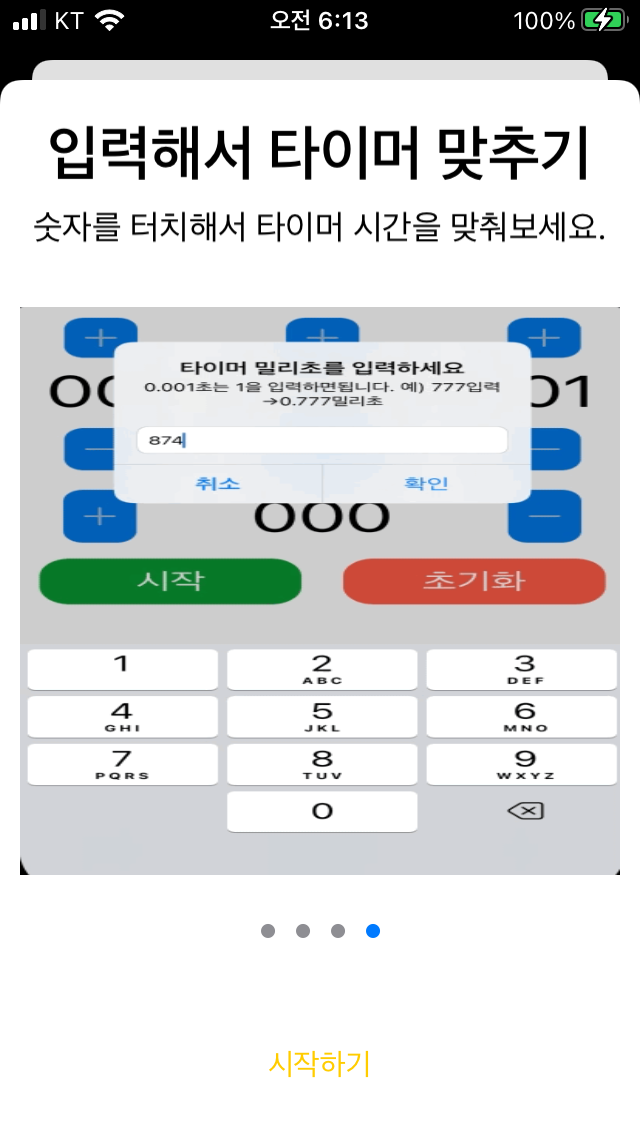 KT 오전 6:13 100%
입력해서 타이머 맞추기
숫자를 터치해서 타이머 시간을 맞춰보세요.
타이머 밀리초를 입력하세요
0.001초는 1을 입력하면됩니다. 예) 777입력
→0.777밀리초
874
취소 확인
000
시작 초기화
1 2 3
ABC DEF
4 5 6
GHI JKL MNO
7 8 9
PQRS TUV WXYZ
0
시작하기